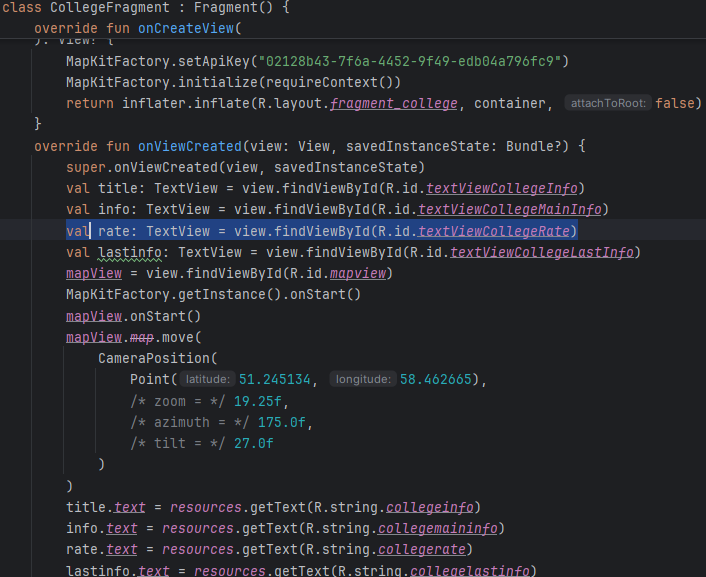 class CollegeFragment : Fragment() {
    override fun onCreateView(
    ): View? {
        MapKitFactory.setApiKey("02128b43-7f6a-4452-9f49-edb04a796fc9")
        MapKitFactory.initialize(requireContext())
        return inflater.inflate(R.layout.fragment_college, container, attachToRoot: false)
    }
    override fun onViewCreated(view: View, savedInstanceState: Bundle?) {
        super.onViewCreated(view, savedInstanceState)
        val title: TextView = view.findViewById(R.id.textViewCollegeInfo)
        val info: TextView = view.findViewById(R.id.textViewCollegeMainInfo)
        val rate: TextView = view.findViewById(R.id.textViewCollegeRate)
        val lastinfo: TextView = view.findViewById(R.id.textViewCollegeLastInfo)
        mapView = view.findViewById(R.id.mapview)
        MapKitFactory.getInstance().onStart()
        mapView.onStart()
        mapView.map.move(
            CameraPosition(
                Point( latitude: 51.245134, longitude: 58.462665),
                /* zoom = */ 19.25f,
                /* azimuth = */ 175.0f,
                /* tilt = */ 27.0f
            )
        )
        title.text = resources.getText(R.string.collegeinfo)
        info.text = resources.getText(R.string.collegemaininfo)
        rate.text = resources.getText(R.string.collegerate)
        lastinfo.text = resources.getText(R.string.collegelastinfo)